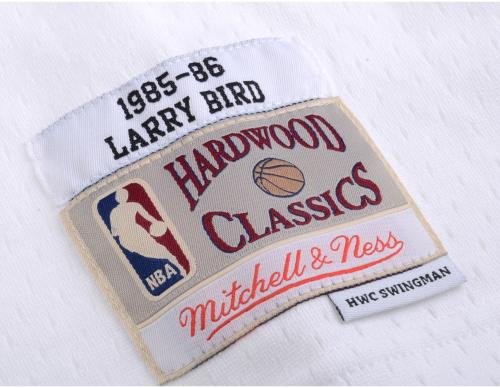 1985-86
LARRY BIRD
HARDWOOD
CLASSICS
NBA
Mitchell & Ness
HWC SWINGMAN